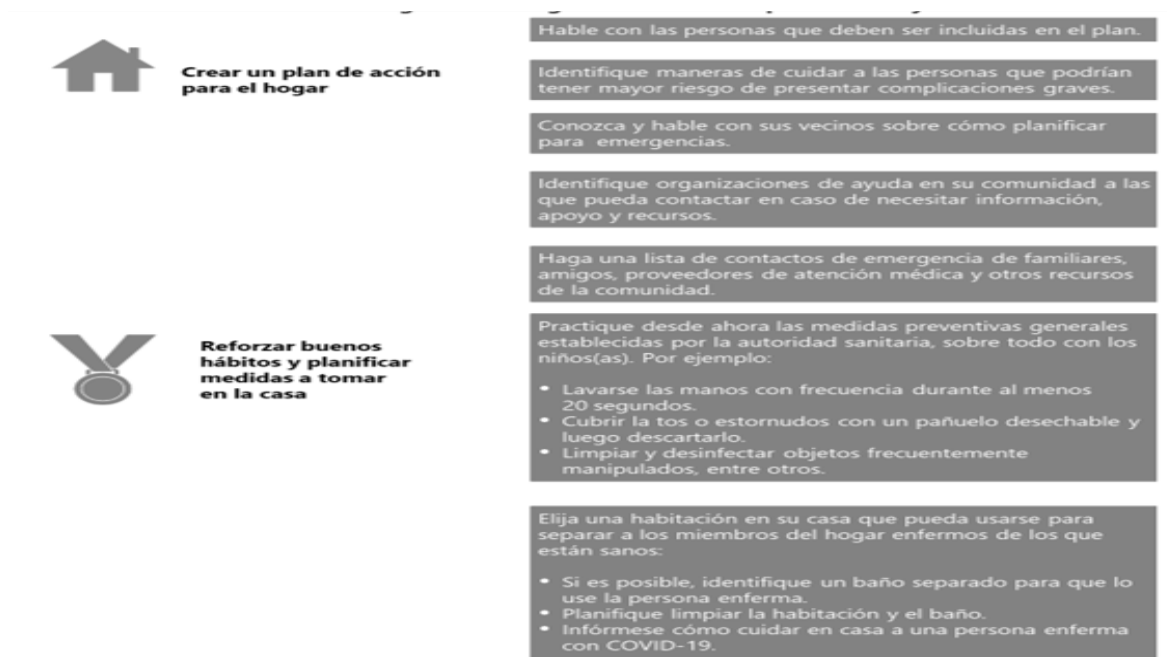 Hable con las personas que deben ser incluidas en el plan.
Crear un plan de acción
para el hogar
Identifique maneras de cuidar a las personas que podrían
tener mayor riesgo de presentar complicaciones graves.
Conozca y hable con sus vecinos sobre cómo planificar
para emergencias.
Identifique organizaciones de ayuda en su comunidad a las
que pueda contactar en caso de necesitar información,
apoyo y recursos.
Haga una lista de contactos de emergencia de familiares,
amigos, proveedores de atención médica y otros recursos
de la comunidad.
Reforzar buenos
hábitos y planificar
medidas a tomar
en la casa
Practique desde ahora las medidas preventivas generales
establecidas por la autoridad sanitaria, sobre todo con los
niños(as). Por ejemplo:
• Lavarse las manos con frecuencia durante al menos
20 segundos.
• Cubrir la tos o estornudos con un pañuelo desechable y
luego descartarlo.
• Limpiar y desinfectar objetos frecuentemente
manipulados, entre otros.
Elija una habitación en su casa que pueda usarse para
separar a los miembros del hogar enfermos de los que
están sanos:
• Si es posible, identifique un baño separado para que lo
use la persona enferma.
• Planifique limpiar la habitación y el baño.
• Infórmese cómo cuidar en casa a una persona enferma
con COVID-19.